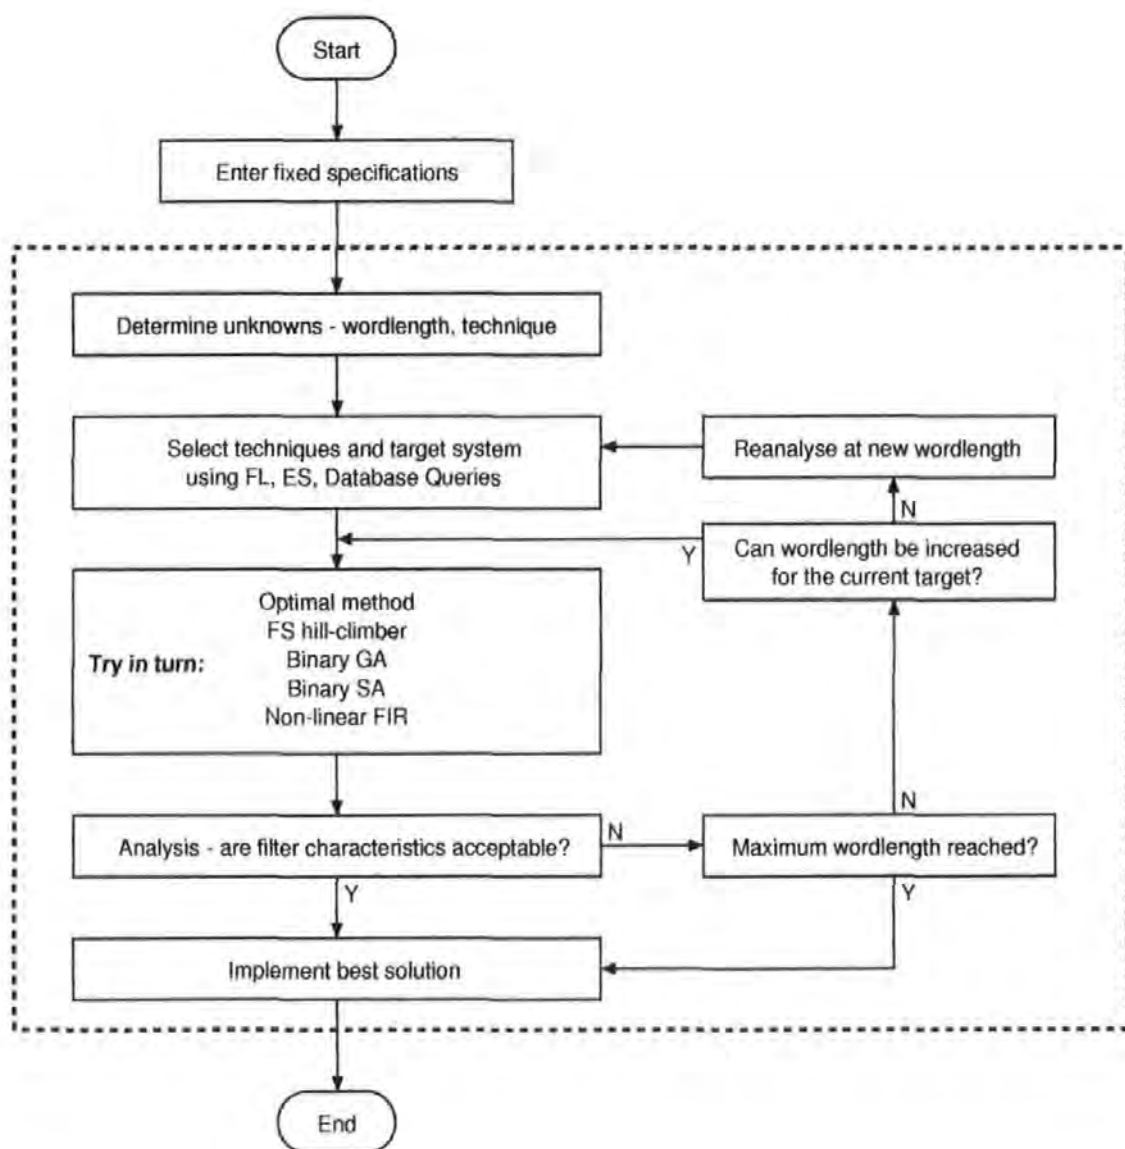 Start
Enter fixed specifications
Determine unknowns - wordlength, technique
Select techniques and target system
using FL, ES, Database Queries
Reanalyse at new wordlength
N
Y
Can wordlength be increased
for the current target?
Try in turn:
Optimal method
FS hill-climber
Binary GA
Binary SA
Non-linear FIR
N
Analysis - are filter characteristics acceptable?
N
Maximum wordlength reached?
Y
Y
Implement best solution
End